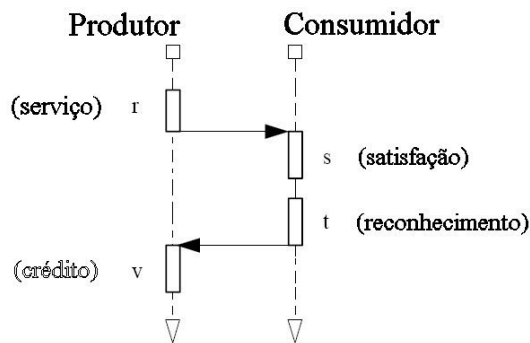 Produtor Consumidor
(serviço) r
s (satisfação)
t (reconhecimento)
(crédito) v